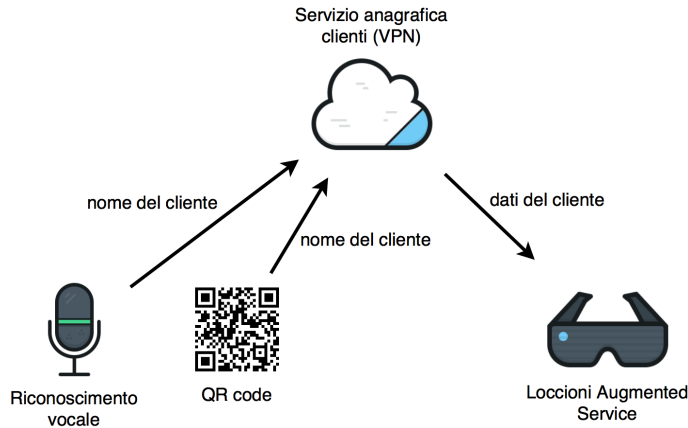 Servizio anagrafica
clienti (VPN)
nome del cliente
dati del cliente
nome del cliente
Riconoscimento
vocale
QR code
Loccioni Augmented
Service